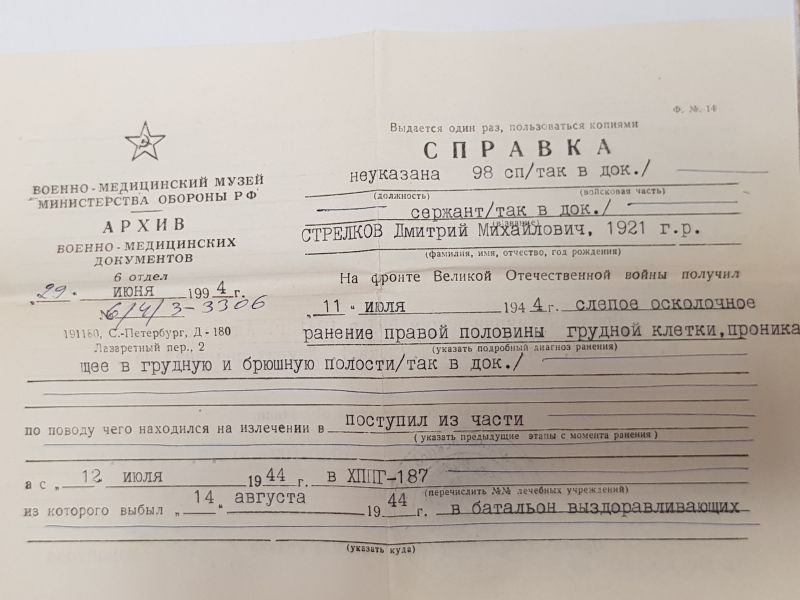 Ф. №. 14
Выдается один раз, пользоваться копиями
СПРАВКА
неуказана 98 сп/так в док./
(должность) (войсковая часть)
сержант/так в док./
(звание)
СТРЕЛКОВ Дмитрий Михайлович, 1921 г.р.
(фамилия, имя, отчество, год рождения)
ВОЕННО-МЕДИЦИНСКИЙ МУЗЕЙ
МИНИСТЕРСТВА ОБОРОНЫ РФ
АРХИВ
ВОЕННО-МЕДИЦИНСКИХ
ДОКУМЕНТОВ
6 отдел
„29." июня 1994 г.
№ 6/4/3-3306
191180, С.-Петербург, Д-180
Лазаретный пер., 2
На фронте Великой Отечественной войны получил
„11" июля 1944 г. слепое осколочное
ранение правой половины грудной клетки, проника
(указать подробный диагноз ранения)
щее в грудную и брюшную полости/так в док./
по поводу чего находился на излечении в поступил из части
(указать предыдущие этапы с момента ранения)
а с „12 июля 1944 г. в ХППГ-187
(перечислить №№ лечебных учреждений)
из которого выбыл „14" августа 1944 г. в батальон выздоравливающих
(указать куда)